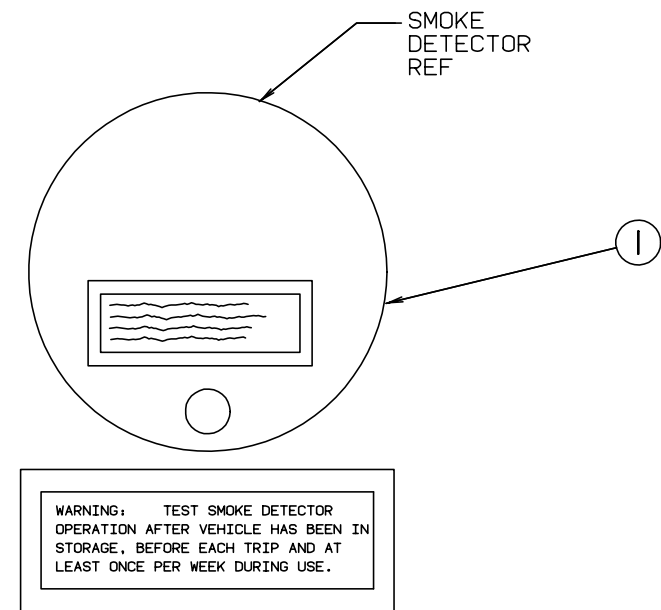 SMOKE
DETECTOR
REF
1
WARNING: TEST SMOKE DETECTOR
OPERATION AFTER VEHICLE HAS BEEN IN
STORAGE, BEFORE EACH TRIP AND AT
LEAST ONCE PER WEEK DURING USE.